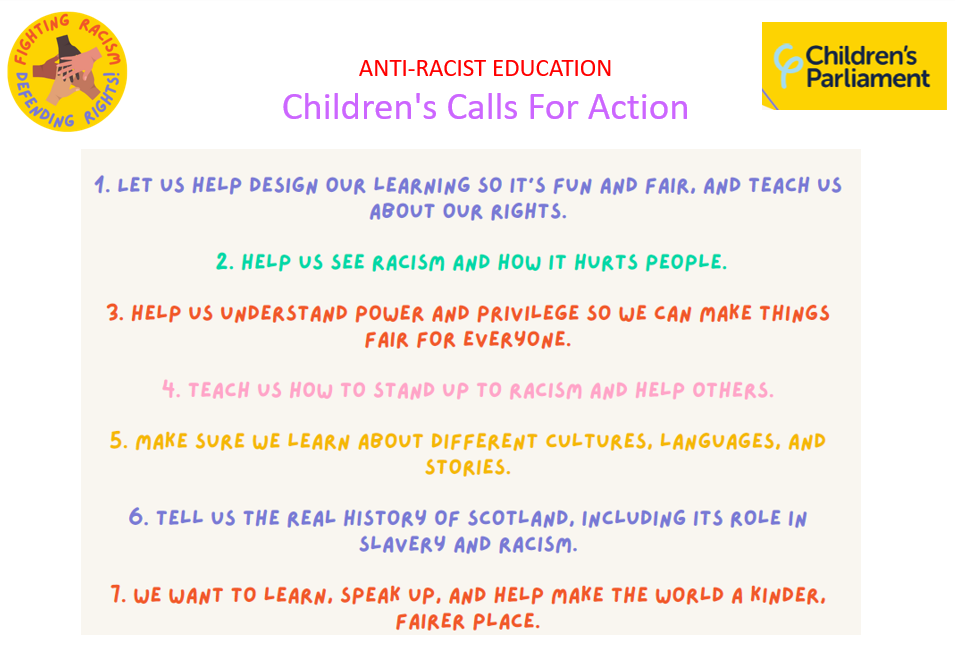 FIGHTING RACISM
DEFENDING RIGHTS!
ANTI-RACIST EDUCATION
Children's Calls For Action
Children's
Parliament
1. LET US HELP DESIGN OUR LEARNING SO IT'S FUN AND FAIR, AND TEACH US
ABOUT OUR RIGHTS.
2. HELP US SEE RACISM AND HOW IT HURTS PEOPLE.
3. HELP US UNDERSTAND POWER AND PRIVILEGE SO WE CAN MAKE THINGS
FAIR FOR EVERYONE.
4. TEACH US HOW TO STAND UP TO RACISM AND HELP OTHERS.
5. MAKE SURE WE LEARN ABOUT DIFFERENT CULTURES, LANGUAGES, AND
STORIES.
6. TELL US THE REAL HISTORY OF SCOTLAND, INCLUDING ITS ROLE IN
SLAVERY AND RACISM.
7. WE WANT TO LEARN, SPEAK UP, AND HELP MAKE THE WORLD A KINDER,
FAIRER PLACE.